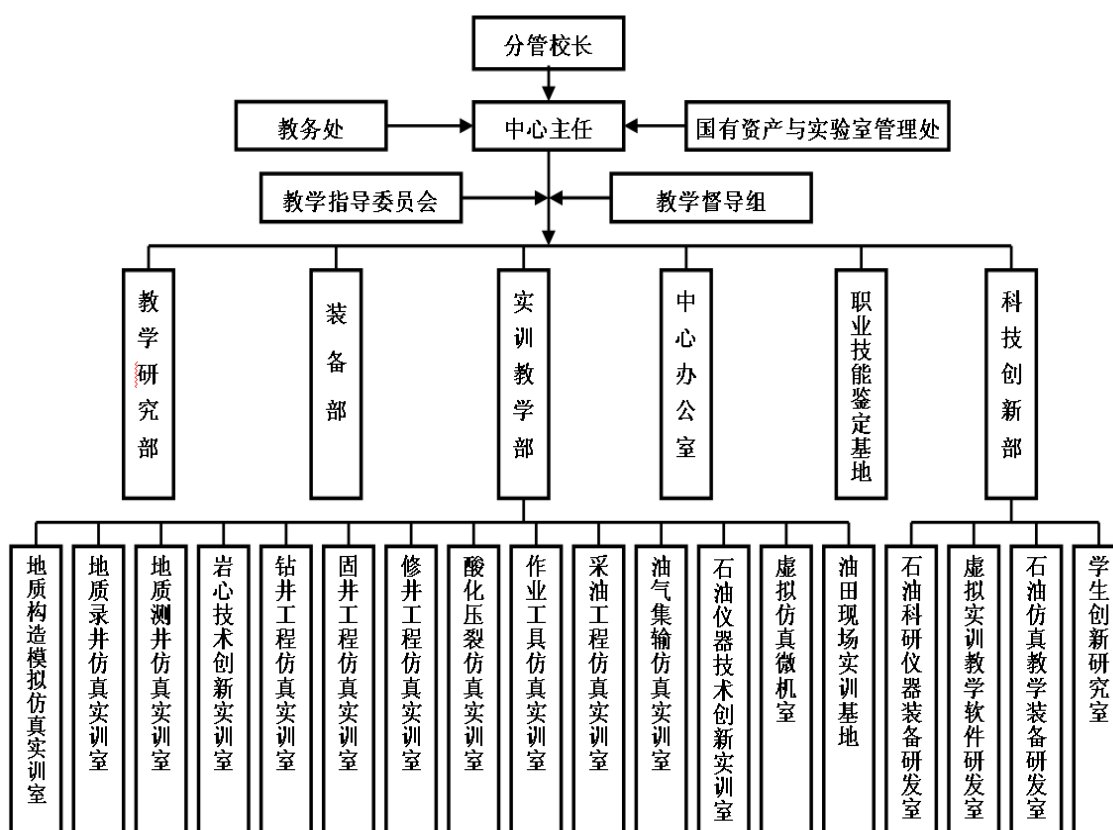 分管校长
教务处
中心主任
国有资产与实验室管理处
教学指导委员会
教学督导组
教学研究部
装备部
实训教学部
中心办公室
职业技能鉴定基地
科技创新部
地质构造模拟仿真实训室
地质录井仿真实训室
地质测井仿真实训室
岩心技术创新实训室
钻井工程仿真实训室
固井工程仿真实训室
修井工程仿真实训室
酸化压裂仿真实训室
作业工具仿真实训室
采油工程仿真实训室
油气集输仿真实训室
石油仪器技术创新实训室
虚拟仿真微机室
油田现场实训基地
石油科研仪器装备研发室
虚拟实训教学软件研发室
石油仿真教学装备研发室
学生创新研究室